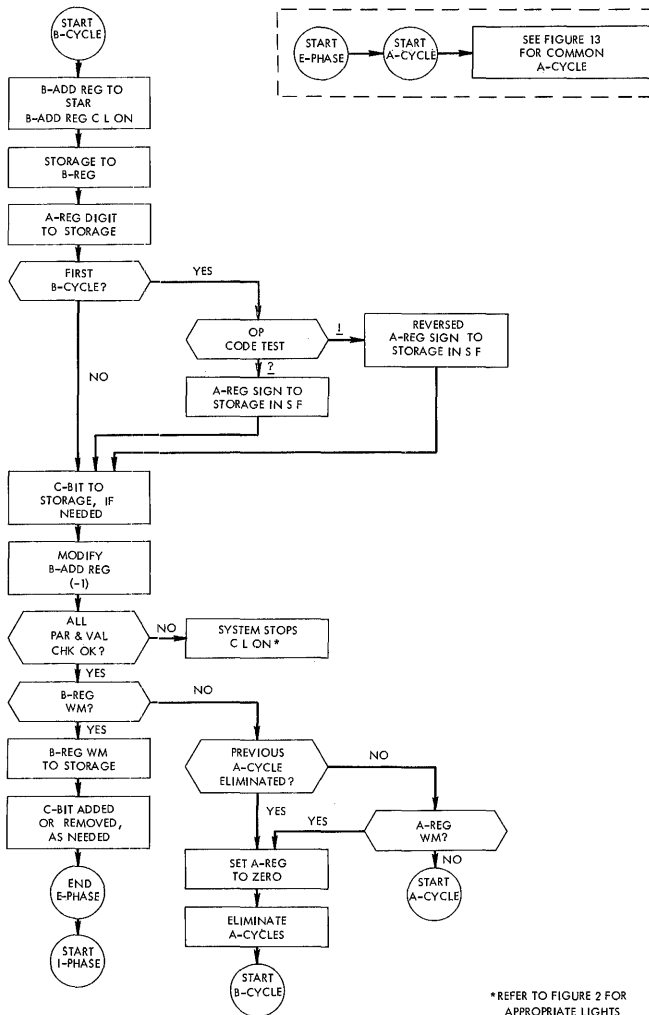 START
B-CYCLE
START
E-PHASE
START
A-CYCLE
SEE FIGURE 13
FOR COMMON
A-CYCLE
B-ADD REG TO
STAR
B-ADD REG C L ON
STORAGE TO
B-REG
A-REG DIGIT
TO STORAGE
FIRST
B-CYCLE?
YES
NO
OP
CODE TEST
!
?
REVERSED
A-REG SIGN TO
STORAGE IN S F
A-REG SIGN TO
STORAGE IN S F
C-BIT TO
STORAGE, IF
NEEDED
MODIFY
B-ADD REG
(-1)
ALL
PAR & VAL
CHK OK?
NO
SYSTEM STOPS
C L ON*
YES
B-REG
WM?
NO
YES
B-REG WM
TO STORAGE
PREVIOUS
A-CYCLE
ELIMINATED?
NO
YES
C-BIT ADDED
OR REMOVED,
AS NEEDED
YES
A-REG
WM?
NO
SET A-REG
TO ZERO
START
A-CYCLE
END
E-PHASE
ELIMINATE
A-CYCLES
START
I-PHASE
START
B-CYCLE
*REFER TO FIGURE 2 FOR
APPROPRIATE LIGHTS